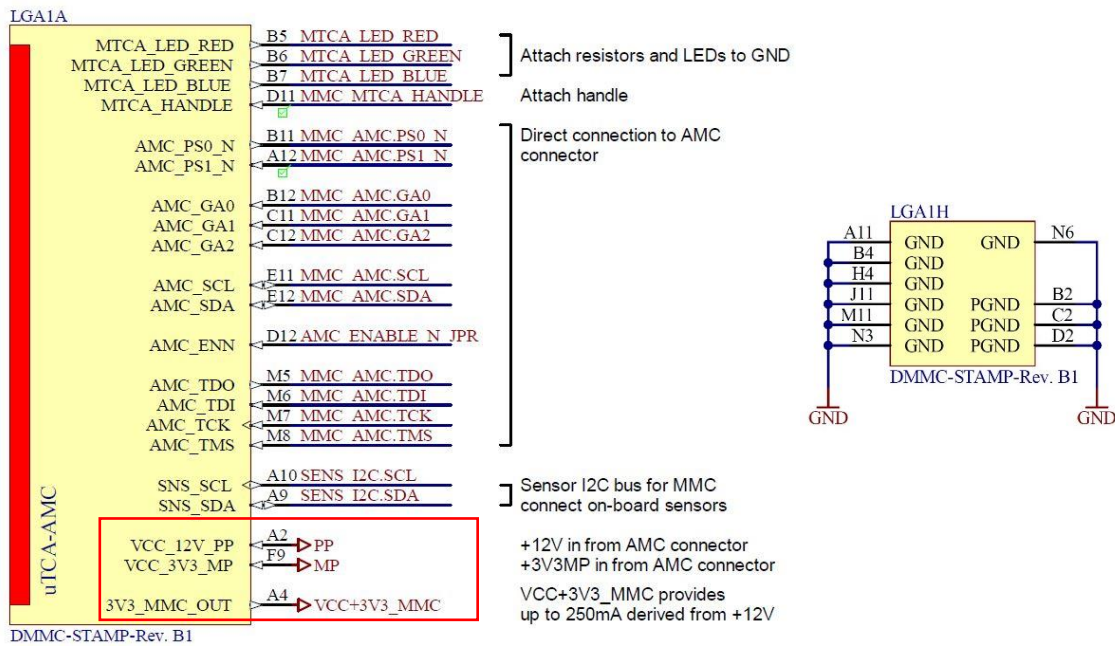 LGA1A
MTCA_LED_RED B5 MTCA_LED_RED
MTCA_LED_GREEN B6 MTCA_LED_GREEN
MTCA_LED_BLUE B7 MTCA_LED_BLUE
MTCA_HANDLE D11 MMC_MTCA_HANDLE
Attach resistors and LEDs to GND
Attach handle
AMC_PS0_N B11 MMC_AMC.PS0_N
AMC_PS1_N A12 MMC_AMC.PS1_N
Direct connection to AMC
connector
AMC_GA0 B12 MMC_AMC.GA0
AMC_GA1 C11 MMC_AMC.GA1
AMC_GA2 C12 MMC_AMC.GA2
AMC_SCL E11 MMC_AMC.SCL
AMC_SDA E12 MMC_AMC.SDA
AMC_ENN D12 AMC_ENABLE_N_JPR
AMC_TDO M5 MMC_AMC.TDO
AMC_TDI M6 MMC_AMC.TDI
AMC_TCK M7 MMC_AMC.TCK
AMC_TMS M8 MMC_AMC.TMS
SNS_SCL A10 SENS_I2C.SCL
SNS_SDA A9 SENS_I2C.SDA
Sensor I2C bus for MMC
connect on-board sensors
uTCA-AMC
VCC_12V_PP A2 PP
VCC_3V3_MP F9 MP
+12V in from AMC connector
+3V3MP in from AMC connector
3V3_MMC_OUT A4 VCC+3V3_MMC
VCC+3V3_MMC provides
up to 250mA derived from +12V
DMMC-STAMP-Rev. B1
LGA1H
A11 GND GND N6
B4 GND
H4 GND
J11 GND PGND B2
M11 GND PGND C2
N3 GND PGND D2
DMMC-STAMP-Rev. B1
GND GND